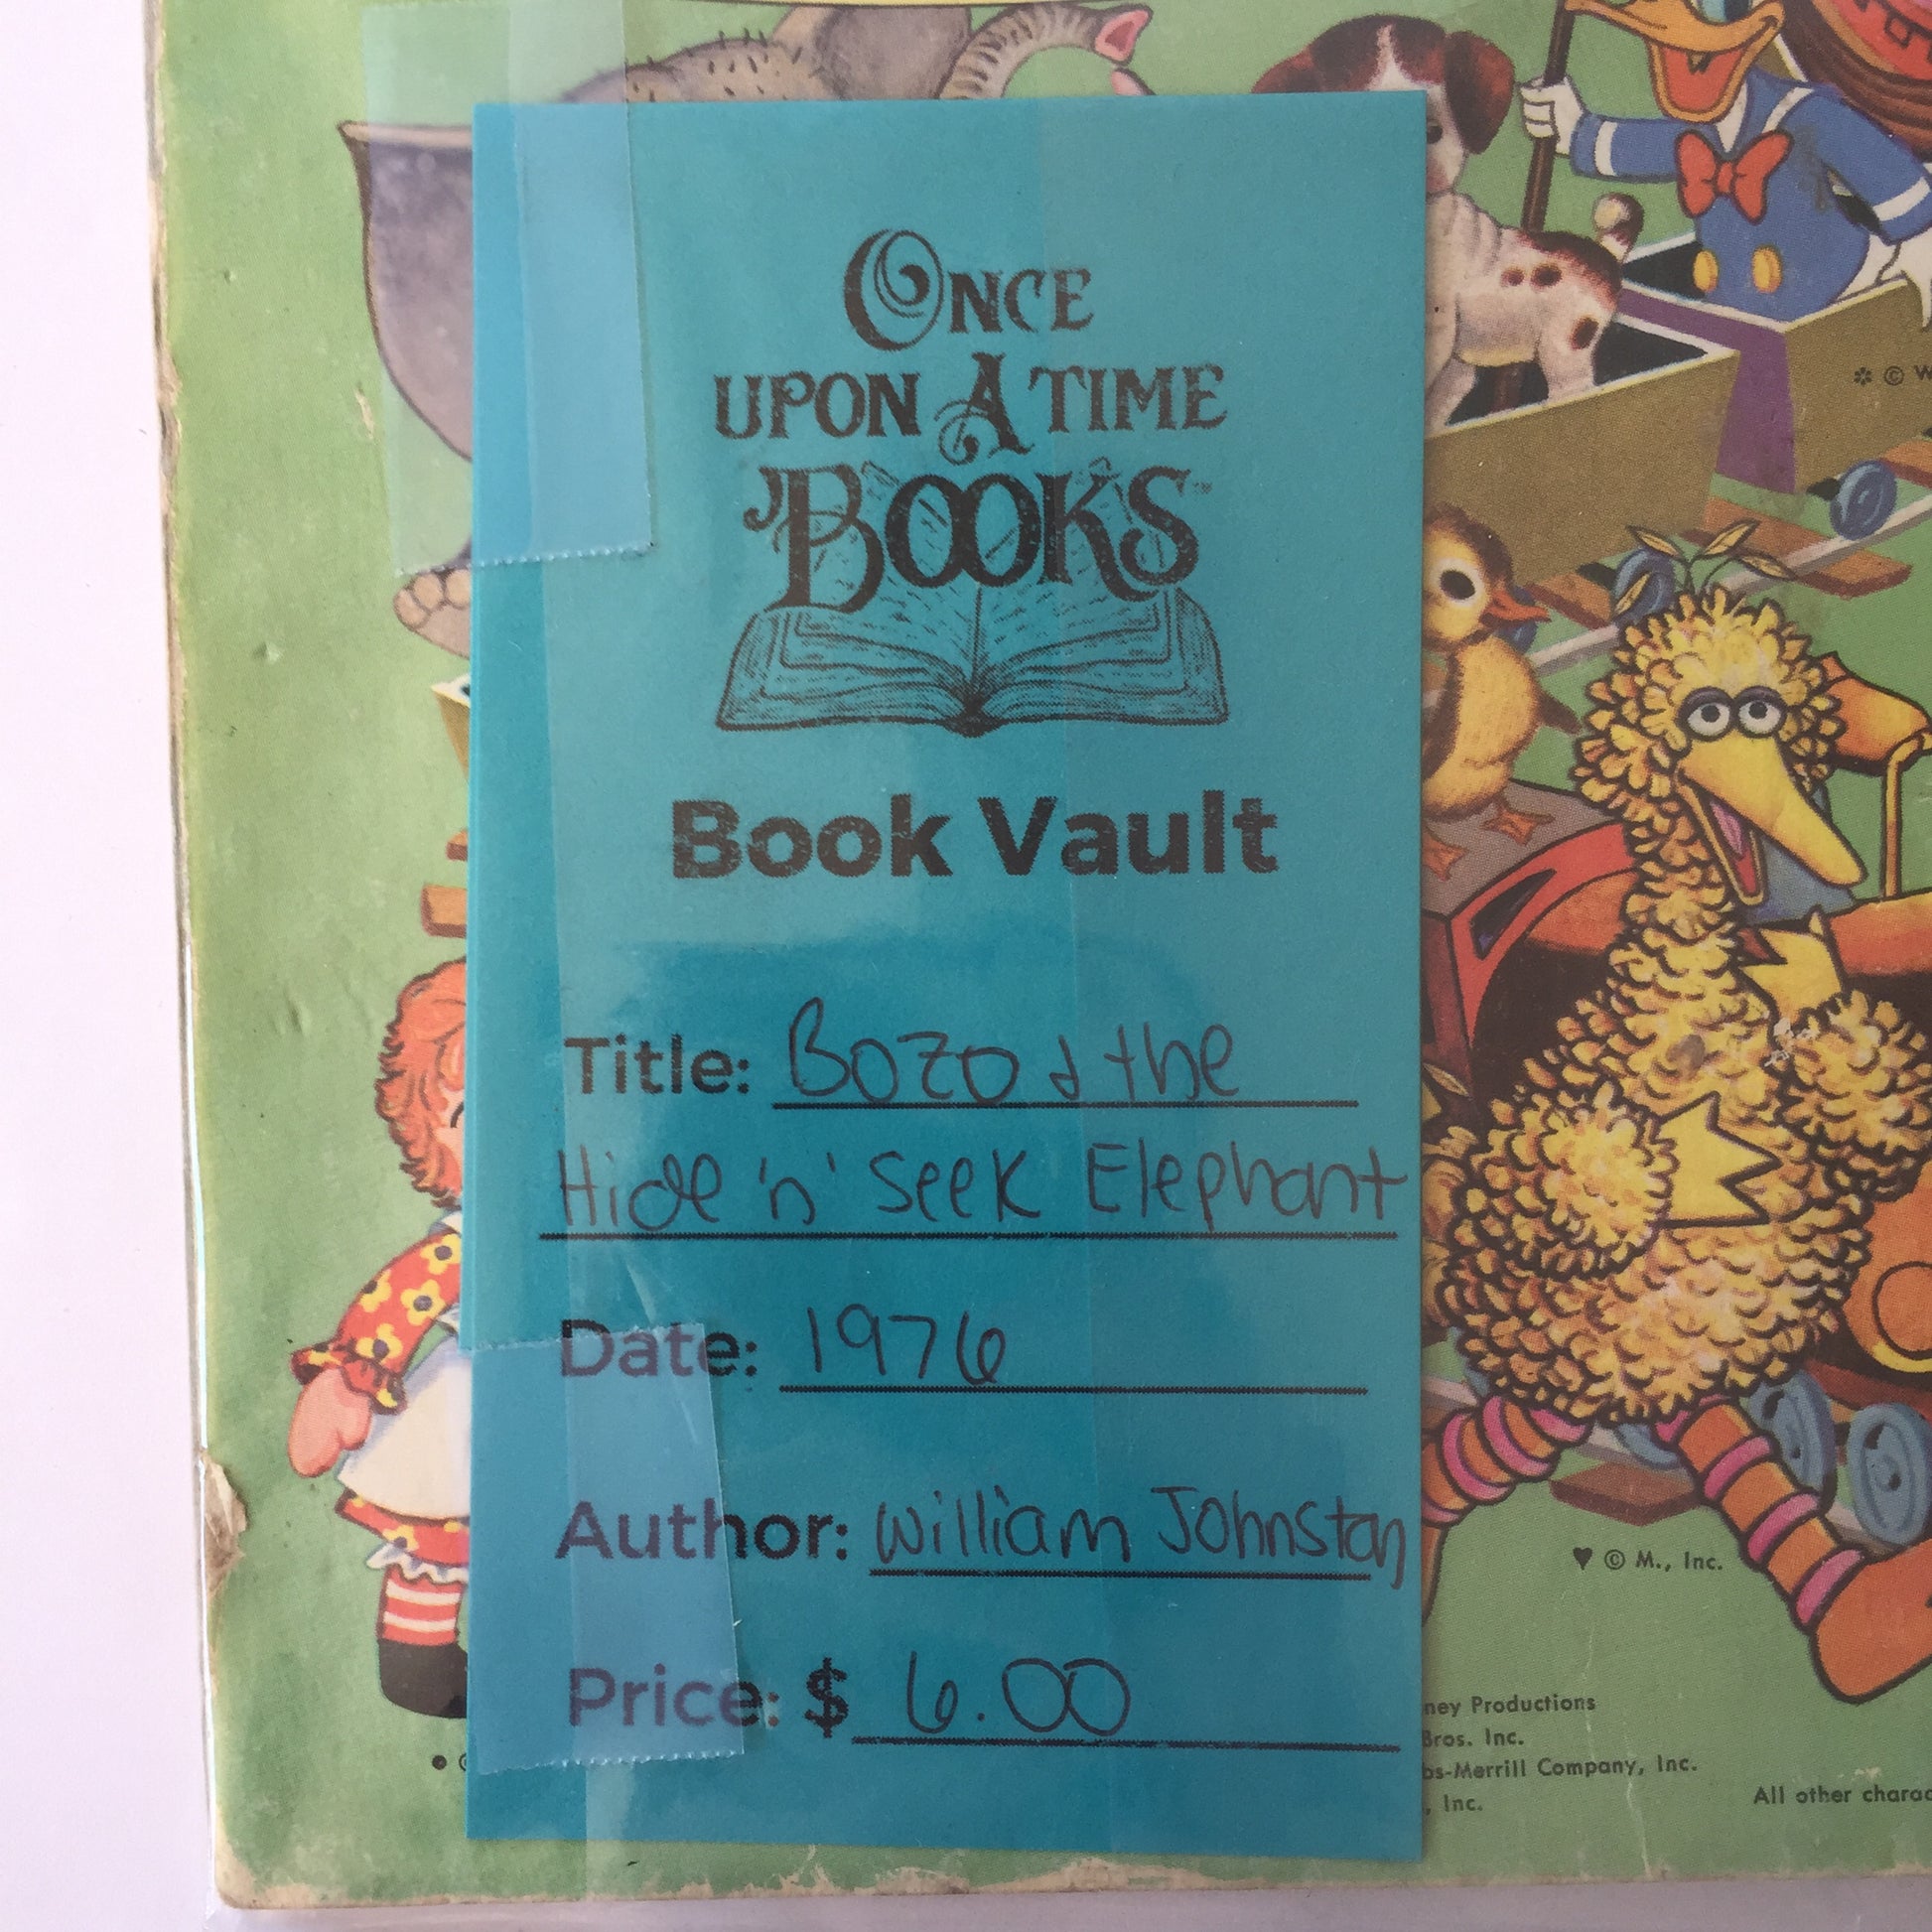 ONCE
UPON A TIME
BOOKS
Book Vault
Title: Bozo & the
Hide 'n' Seek Elephant
Date: 1976
Author: William Johnston
Price: $ 6.00
* © W
♥ © M., Inc.
ney Productions
Bros. Inc.
bs-Merrill Company, Inc.
, Inc.
All other charac